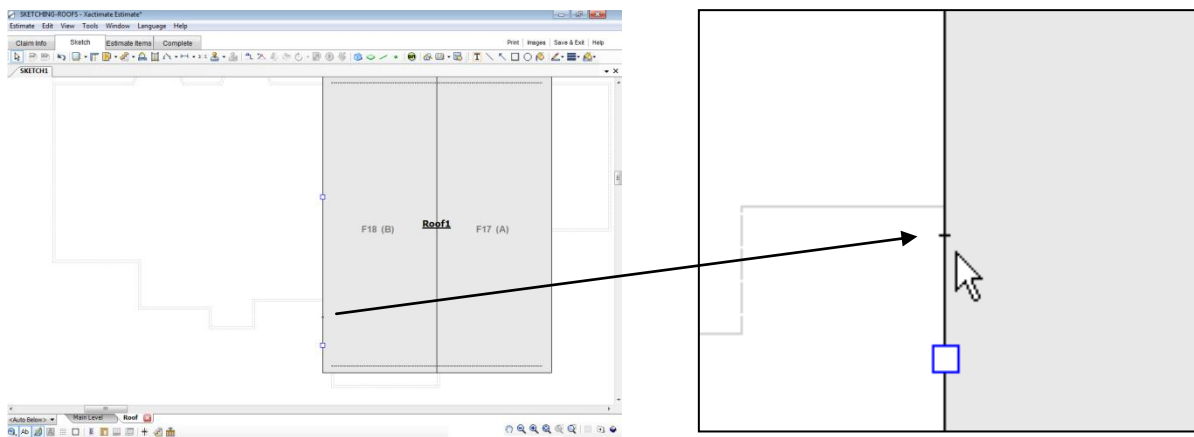 SKETCHING-ROOFS - Xactimate Estimate*
Estimate Edit View Tools Window Language Help
Claim Info Sketch Estimate Items Complete Print Images Save & Exit Help
SKETCH1
F18 (B) Roof1 F17 (A)
<Auto Below> Main Level Roof